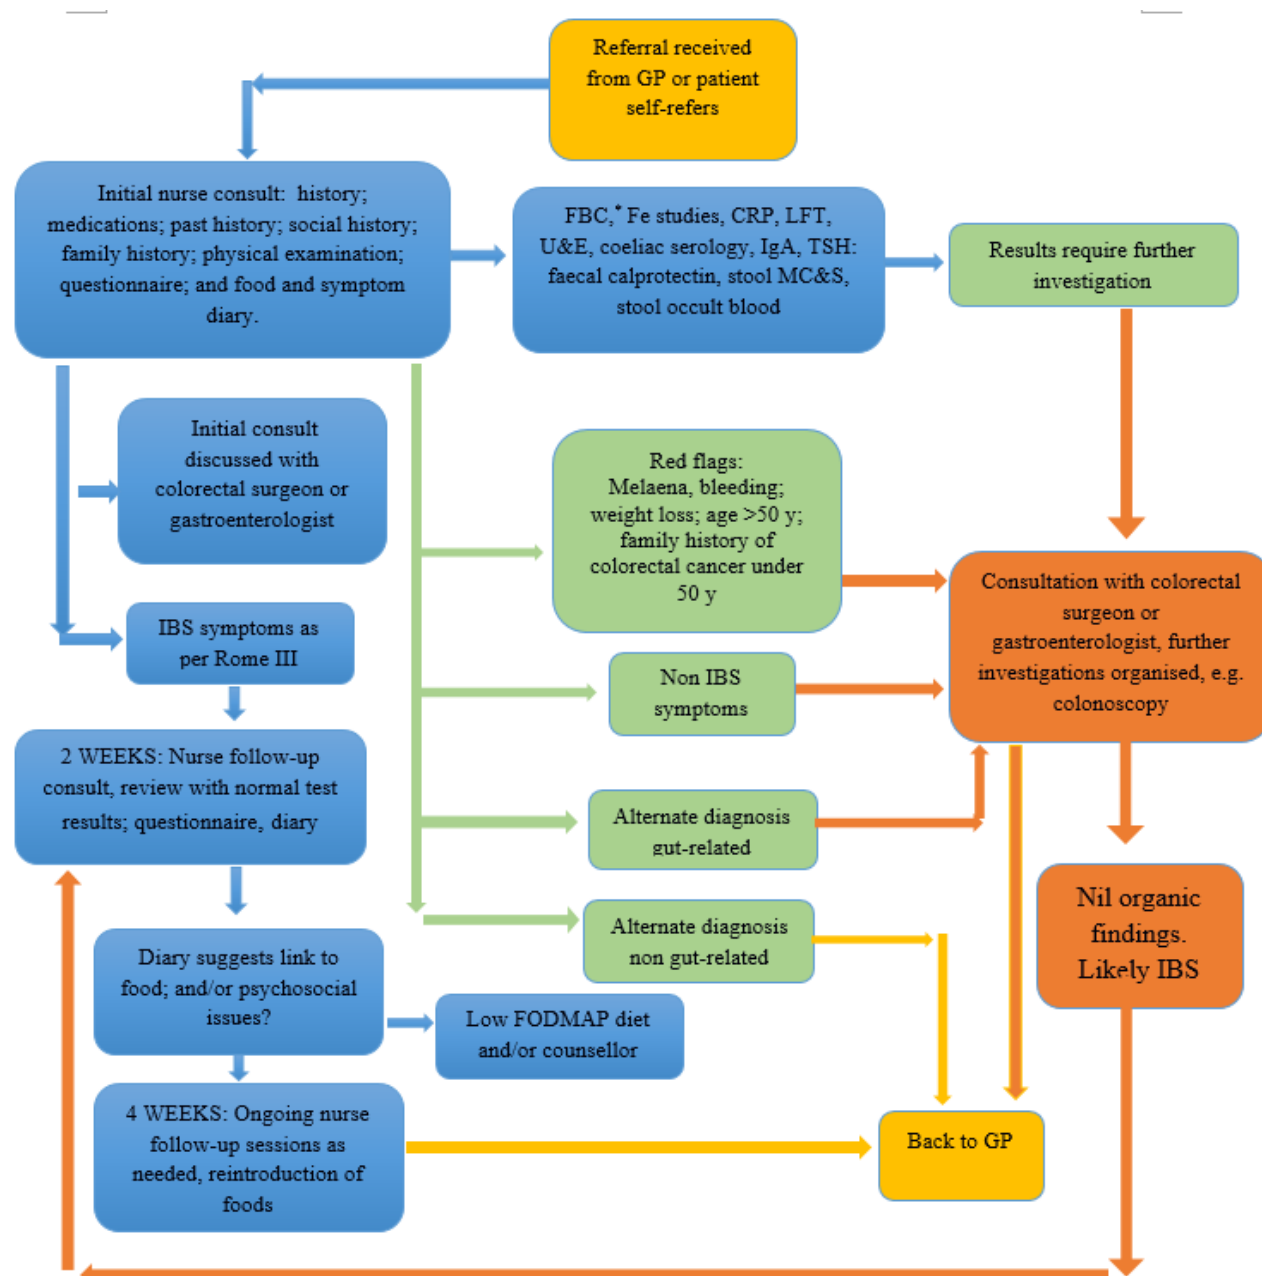 Referral received
from GP or patient
self-refers
Initial nurse consult: history;
medications; past history; social history;
family history; physical examination;
questionnaire; and food and symptom
diary.
FBC,* Fe studies, CRP, LFT,
U&E, coeliac serology, IgA, TSH:
faecal calprotectin, stool MC&S,
stool occult blood
Results require further
investigation
Initial consult
discussed with
colorectal surgeon or
gastroenterologist
Red flags:
Melaena, bleeding;
weight loss; age >50 y;
family history of
colorectal cancer under
50 y
Consultation with colorectal
surgeon or
gastroenterologist, further
investigations organised, e.g.
colonoscopy
IBS symptoms as
per Rome III
Non IBS
symptoms
2 WEEKS: Nurse follow-up
consult, review with normal test
results; questionnaire, diary
Alternate diagnosis
gut-related
Nil organic
findings.
Likely IBS
Alternate diagnosis
non gut-related
Diary suggests link to
food; and/or psychosocial
issues?
Low FODMAP diet
and/or counsellor
4 WEEKS: Ongoing nurse
follow-up sessions as
needed, reintroduction of
foods
Back to GP